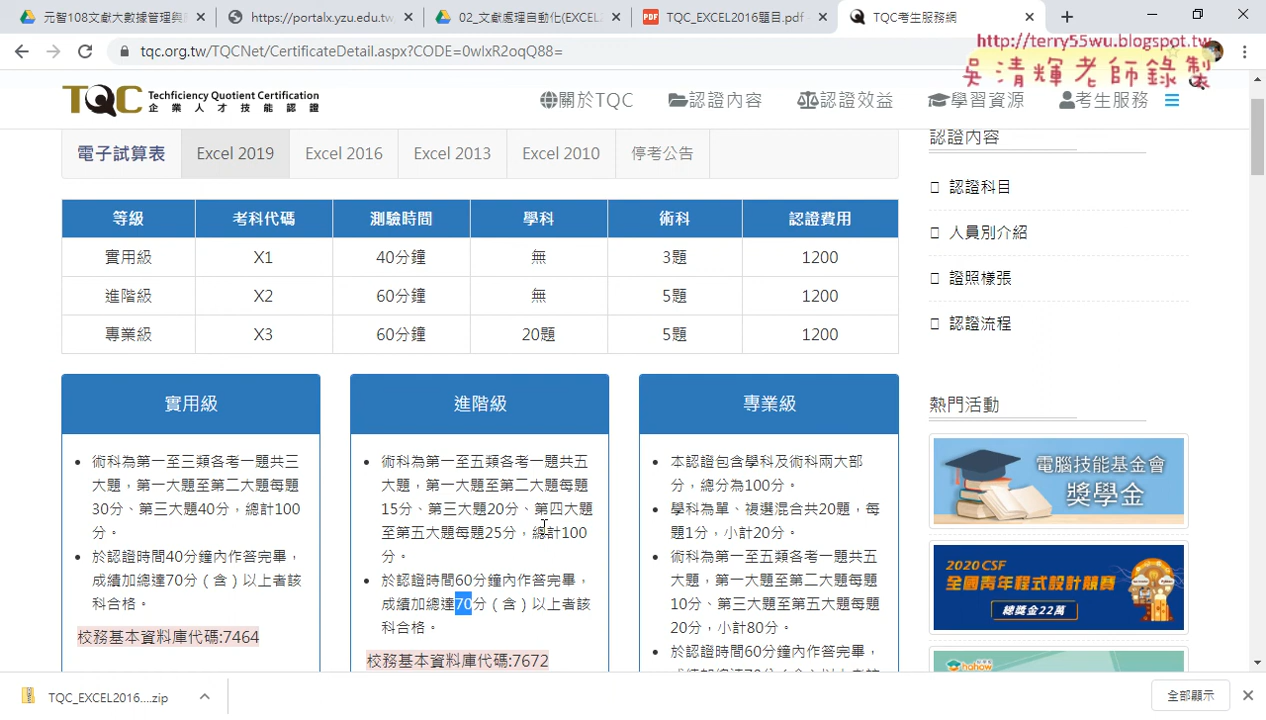 元智108文獻大數據管理與
https://portalx.yzu.edu.tw
02_文獻處理自動化(EXCEL
TQC_EXCEL2016題目.pdf
TQC考生服務網
tqc.org.tw/TQCNet/CertificateDetail.aspx?CODE=0wlxR2oqQ88=
http://terry55wu.blogspot.tw
吳清輝老師錄製
TQC Techficiency Quotient Certification
企業人才技能認證
關於TQC
認證內容
認證效益
學習資源
考生服務
電子試算表
Excel 2019
Excel 2016
Excel 2013
Excel 2010
停考公告
等級 考科代碼 測驗時間 學科 術科 認證費用
實用級 X1 40分鐘 無 3題 1200
進階級 X2 60分鐘 無 5題 1200
專業級 X3 60分鐘 20題 5題 1200
實用級
術科為第一至三類各考一題共三
大題，第一大題至第二大題每題
30分、第三大題40分，總計100
分。
於認證時間40分鐘內作答完畢，
成績加總達70分（含）以上者該
科合格。
校務基本資料庫代碼:7464
進階級
術科為第一至五類各考一題共五
大題，第一大題至第二大題每題
15分、第三大題20分、第四大題
至第五大題每題25分，總計100
分。
於認證時間60分鐘內作答完畢，
成績加總達70分（含）以上者該
科合格。
校務基本資料庫代碼:7672
專業級
本認證包含學科及術科兩大部
分，總分為100分。
學科為單、複選混合共20題，每
題1分，小計20分。
術科為第一至五類各考一題共五
大題，第一大題至第二大題每題
10分、第三大題至第五大題每題
20分，小計80分。
於認證時間60分鐘內作答完畢，
認證內容
認證科目
人員別介紹
證照樣張
認證流程
熱門活動
電腦技能基金會
獎學金
2020 CSF
全國青年程式設計競賽
總獎金22萬
hahow
TQC_EXCEL2016....zip
全部顯示